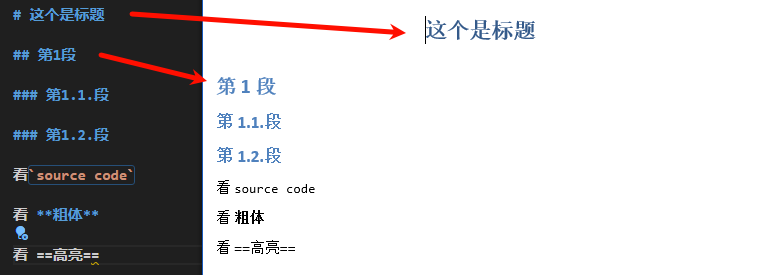 # 这个是标题
## 第1段
### 第1.1.段
### 第1.2.段
看`source code`
看 **粗体**
看 ==高亮==
这个是标题
第 1 段
第 1.1.段
第 1.2.段
看 source code
看 粗体
看 ==高亮==